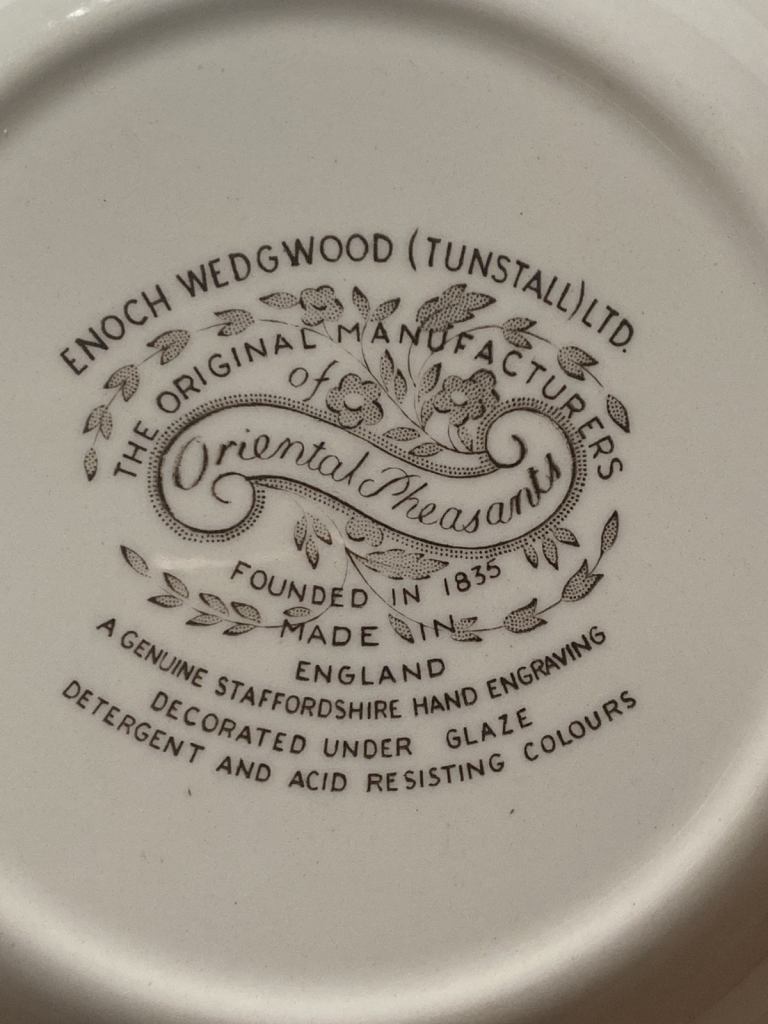 ENOCH WEDGWOOD (TUNSTALL) LTD.
THE ORIGINAL MANUFACTURERS
of
Oriental Pheasants
FOUNDED IN 1835
MADE IN
ENGLAND
A GENUINE STAFFORDSHIRE HAND ENGRAVING
DECORATED UNDER GLAZE
DETERGENT AND ACID RESISTING COLOURS